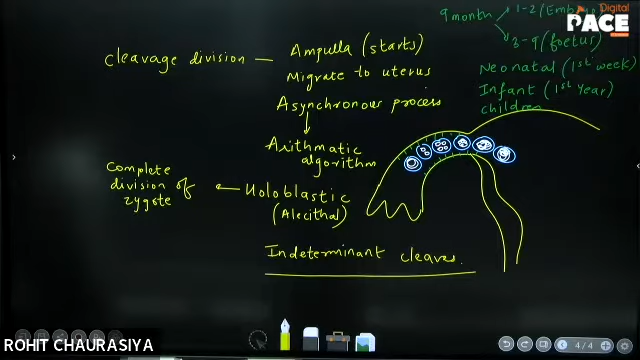 Digital
PACE
9 month
1-2 (Emb
3-9 (foetus)
Neonatal (1st week)
Infant (1st Year)
children
Cleavage division — Ampulla (starts)
Migrate to uterus
Asynchronous process
Arithmatic
algorithm
Complete
division of
zygote
Holoblastic
(Alecithal)
Indeterminant cleavas.
4/4
ROHIT CHAURASIYA